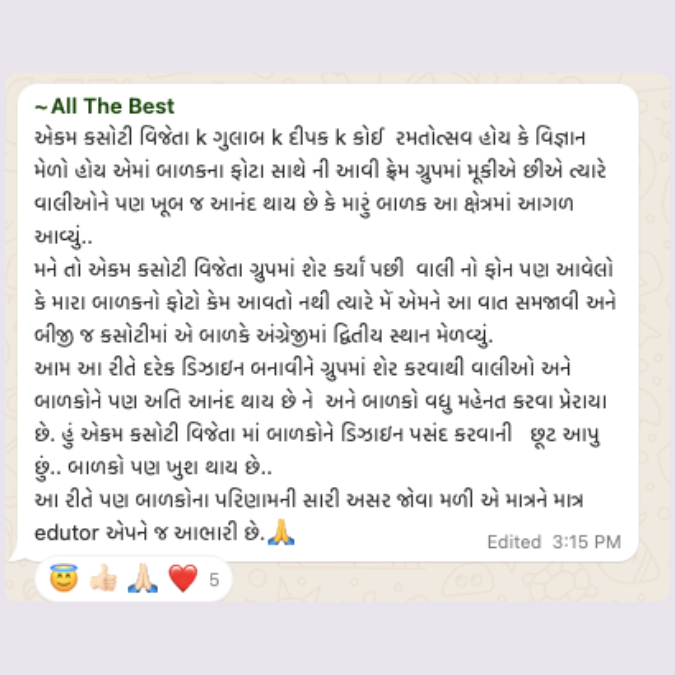 ~All The Best
એકમ કસોટી વિજેતા k ગુલાબ k દીપક k કોઈ રમતોત્સવ હોય કે વિજ્ઞાન
મેળો હોય એમાં બાળકના ફોટા સાથે ની આવી ફ્રેમ ગ્રુપમાં મૂકીએ છીએ ત્યારે
વાલીઓને પણ ખૂબ જ આનંદ થાય છે કે મારું બાળક આ ક્ષેત્રમાં આગળ
આવ્યું..
મને તો એકમ કસોટી વિજેતા ગ્રુપમાં શેર કર્યાં પછી વાલી નો ફોન પણ આવેલો
કે મારા બાળકનો ફોટો કેમ આવતો નથી ત્યારે મેં એમને આ વાત સમજાવી અને
બીજી જ કસોટીમાં એ બાળકે અંગ્રેજીમાં દ્વિતીય સ્થાન મેળવ્યું.
આમ આ રીતે દરેક ડિઝાઇન બનાવીને ગ્રુપમાં શેર કરવાથી વાલીઓ અને
બાળકોને પણ અતિ આનંદ થાય છે ને અને બાળકો વધુ મહેનત કરવા પ્રેરાયા
છે. હું એકમ કસોટી વિજેતા માં બાળકોને ડિઝાઇન પસંદ કરવાની છૂટ આપુ
છું.. બાળકો પણ ખુશ થાય છે..
આ રીતે પણ બાળકોના પરિણામની સારી અસર જોવા મળી એ માત્રને માત્ર
edutor એપને જ આભારી છે.🙏
Edited 3:15 PM
😇 👍🏻 🙏🏻 ❤️ 5